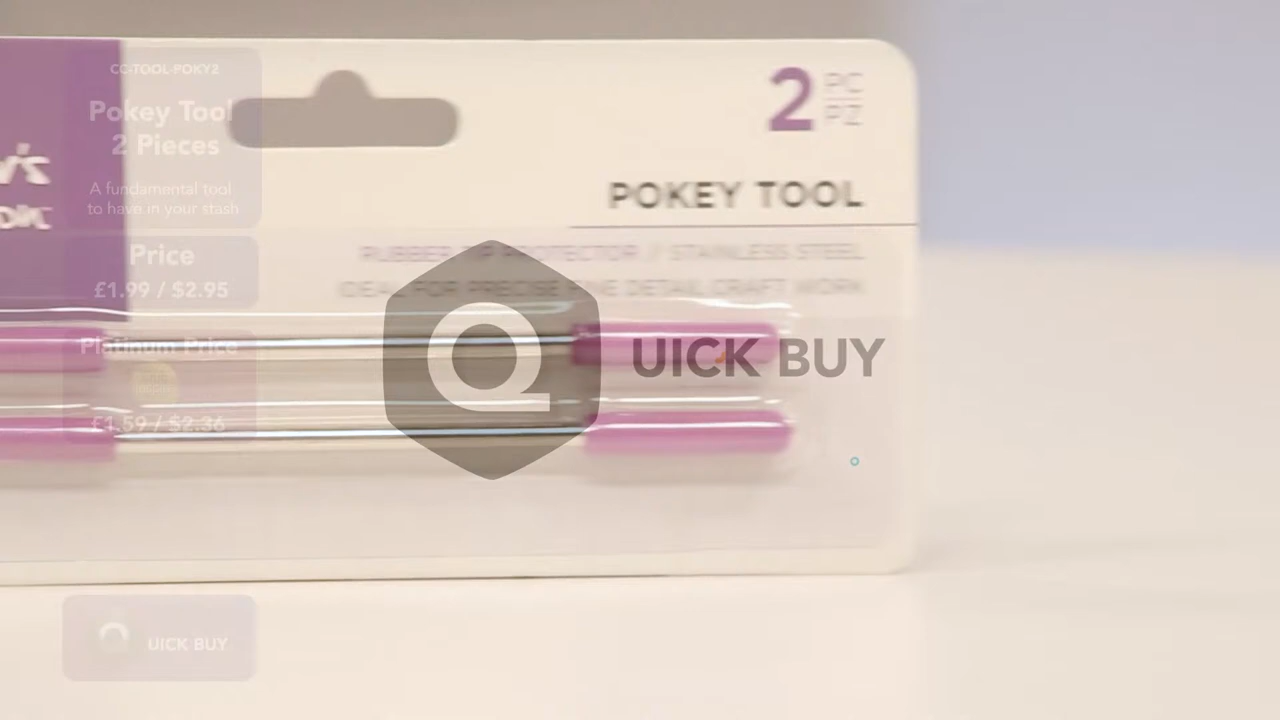 CC-TOOL-POKY2
Pokey Tool
2 Pieces
A fundamental tool
to have in your stash
Price
£1.99 / $2.95
Platinum Price
£1.59 / $2.36
UICK BUY
2 PC
PZ
POKEY TOOL
RUBBER TIP PROTECTOR / STAINLESS STEEL
IDEAL FOR PRECISE FINE DETAIL CRAFT WORK
QUICK BUY